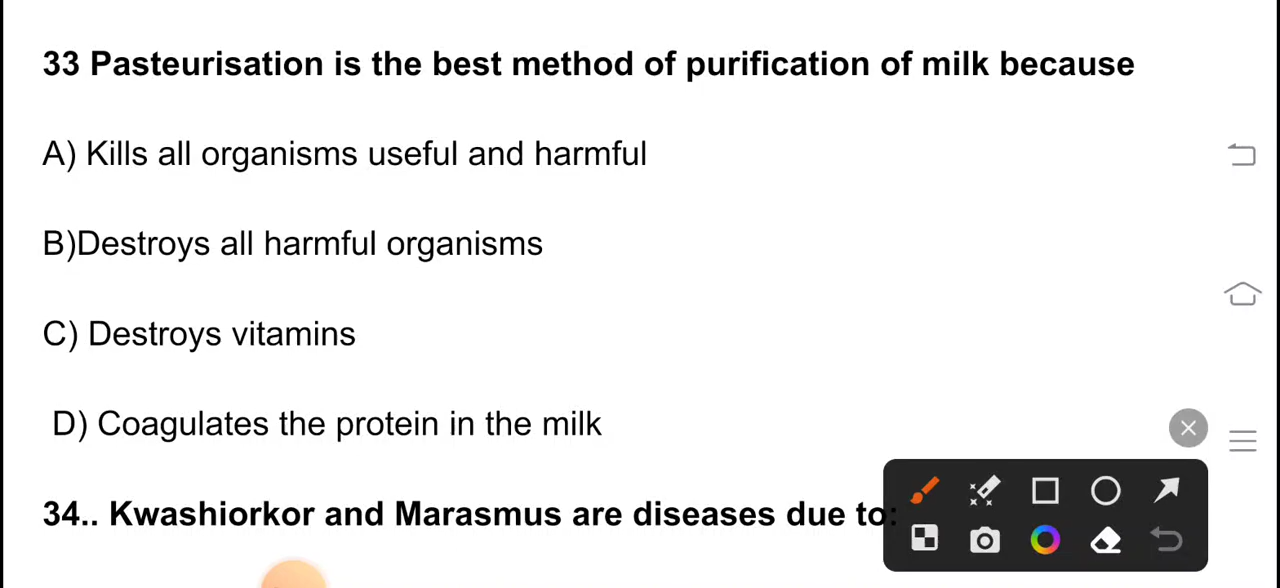 33 Pasteurisation is the best method of purification of milk because
A) Kills all organisms useful and harmful
B)Destroys all harmful organisms
C) Destroys vitamins
D) Coagulates the protein in the milk
34.. Kwashiorkor and Marasmus are diseases due to: